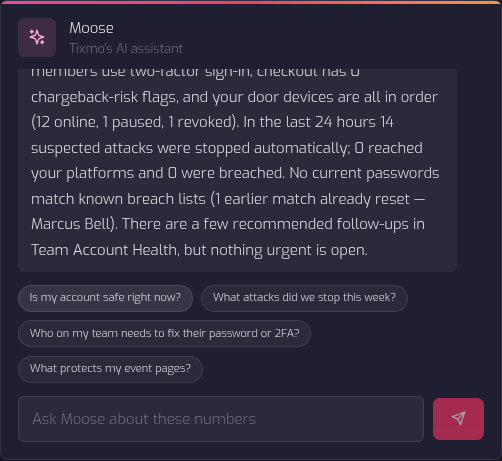 Moose
Tixmo's AI assistant
members use two-factor sign-in, checkout has 0
chargeback-risk flags, and your door devices are all in order
(12 online, 1 paused, 1 revoked). In the last 24 hours 14
suspected attacks were stopped automatically; 0 reached
your platforms and 0 were breached. No current passwords
match known breach lists (1 earlier match already reset —
Marcus Bell). There are a few recommended follow-ups in
Team Account Health, but nothing urgent is open.
Is my account safe right now?
What attacks did we stop this week?
Who on my team needs to fix their password or 2FA?
What protects my event pages?
Ask Moose about these numbers